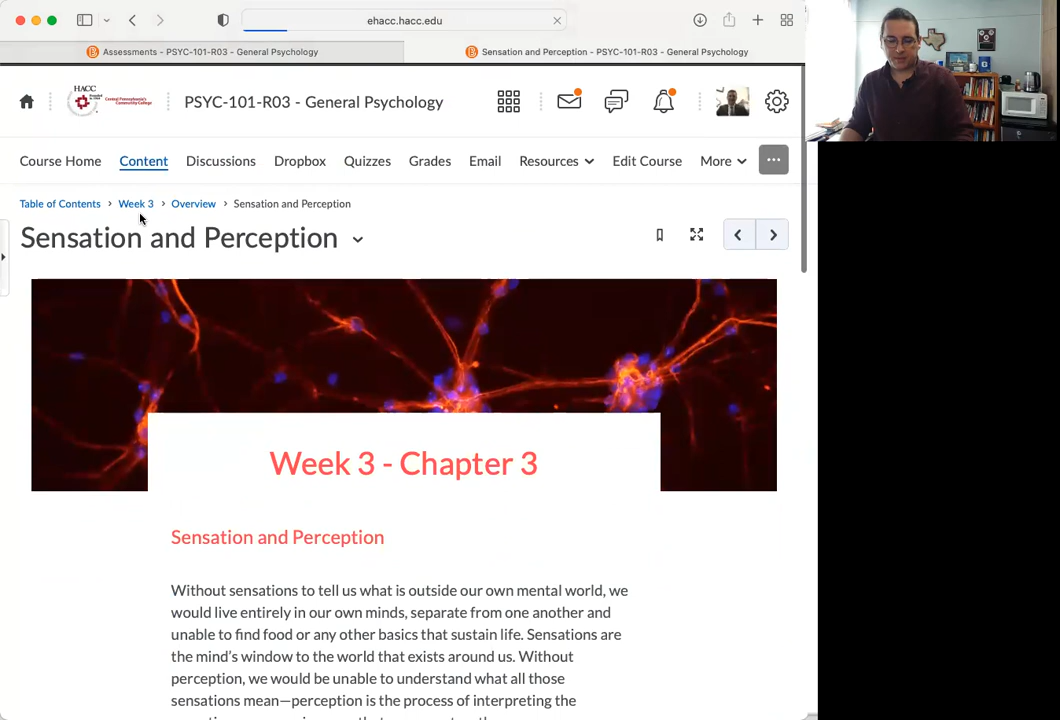 ehacc.hacc.edu
Assessments - PSYC-101-R03 - General Psychology
Sensation and Perception - PSYC-101-R03 - General Psychology
HACC
Central Pennsylvania's
Community College
PSYC-101-R03 - General Psychology
Course Home Content Discussions Dropbox Quizzes Grades Email Resources Edit Course More
Table of Contents › Week 3 › Overview › Sensation and Perception
Sensation and Perception
Week 3 - Chapter 3
Sensation and Perception
Without sensations to tell us what is outside our own mental world, we
would live entirely in our own minds, separate from one another and
unable to find food or any other basics that sustain life. Sensations are
the mind's window to the world that exists around us. Without
perception, we would be unable to understand what all those
sensations mean—perception is the process of interpreting the